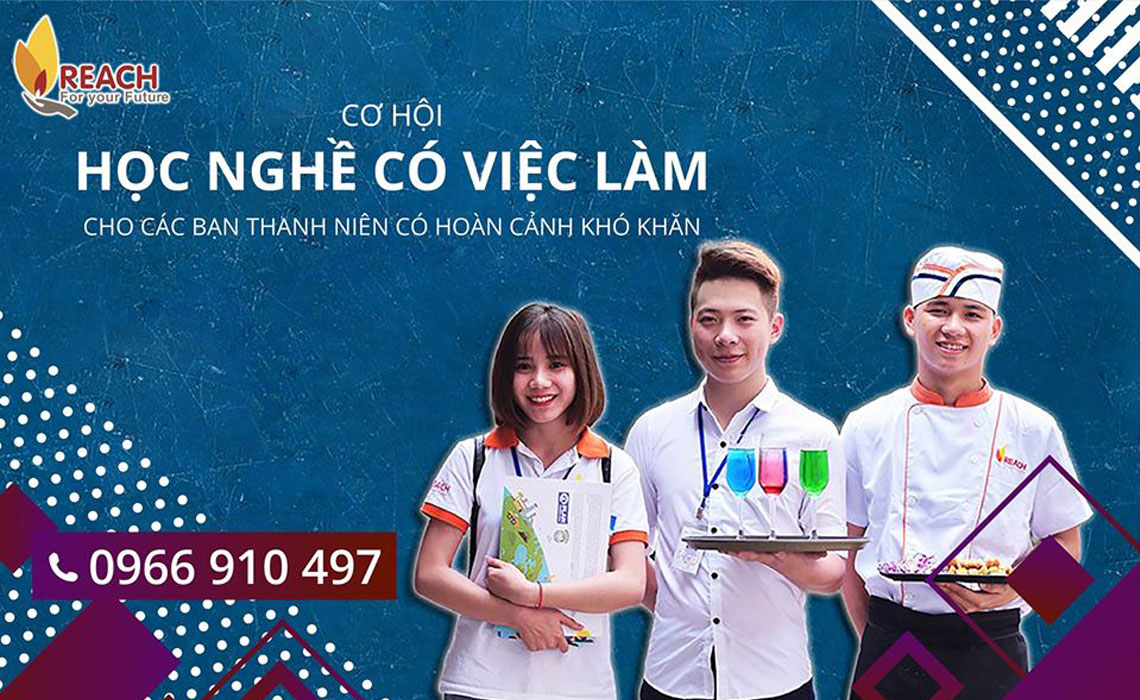 REACH
For your Future
CƠ HỘI
HỌC NGHỀ CÓ VIỆC LÀM
CHO CÁC BẠN THANH NIÊN CÓ HOÀN CẢNH KHÓ KHĂN
REACH
0966 910 497